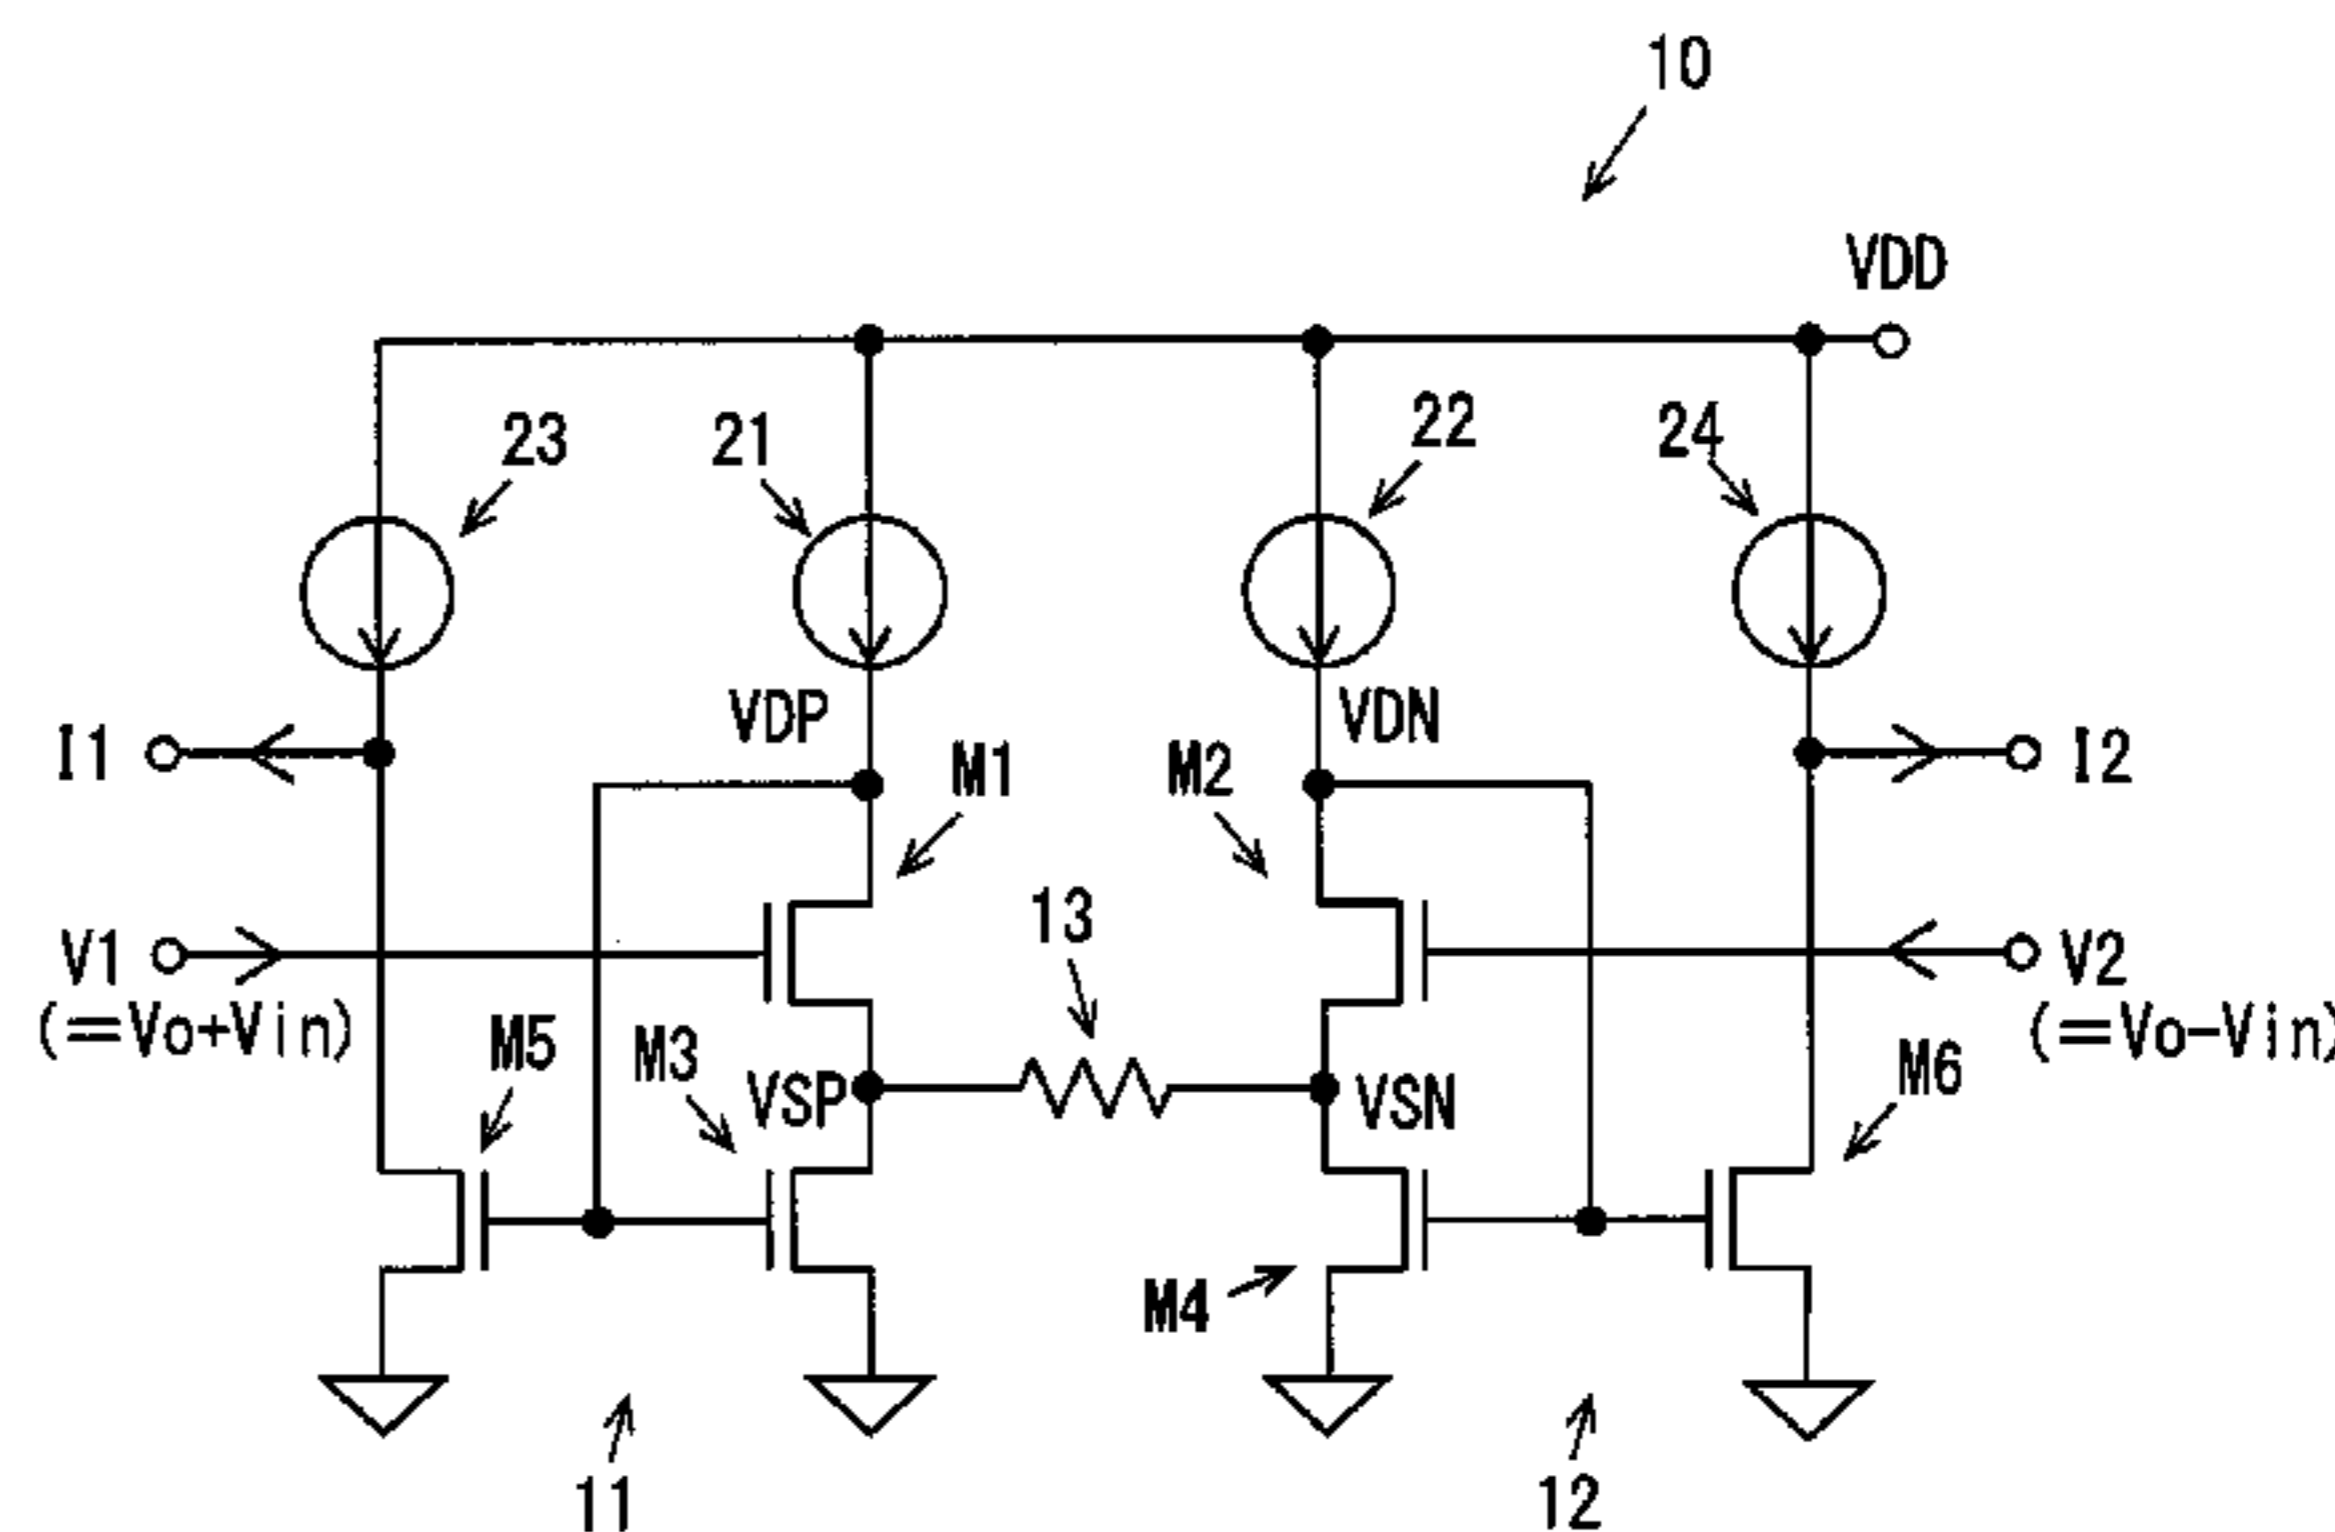 10
VDD
23
21
22
24
VDP
VDN
I1
M1
M2
I2
13
V1
(=Vo+Vin)
V2
(=Vo-Vin)
M5
M3
VSP
VSN
M6
M4
11
12